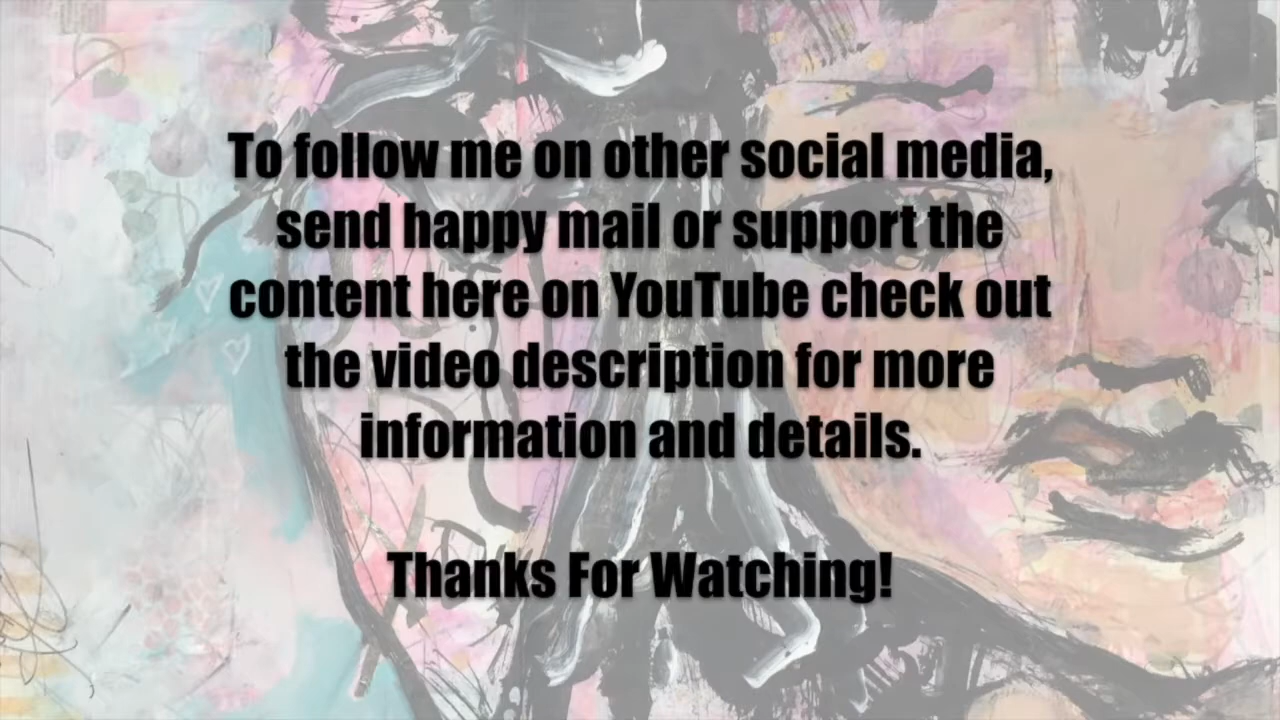 To follow me on other social media,
send happy mail or support the
content here on YouTube check out
the video description for more
information and details.
Thanks For Watching!